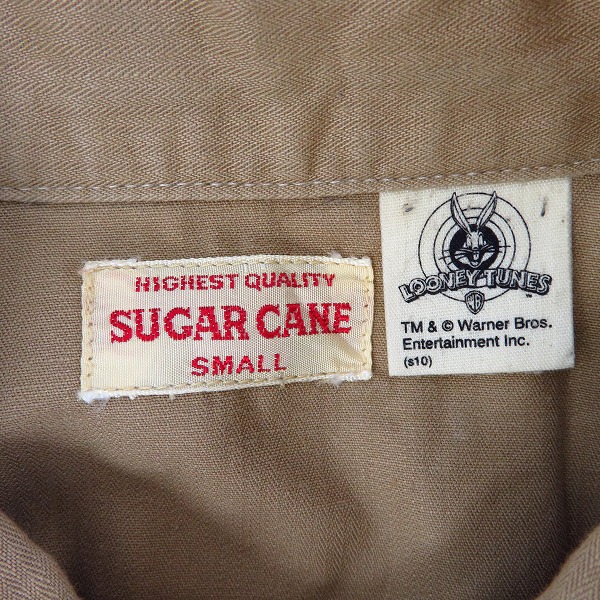 HIGHEST QUALITY
SUGAR CANE
SMALL
LOONEY TUNES
WB
TM & © Warner Bros.
Entertainment Inc.
(s10)